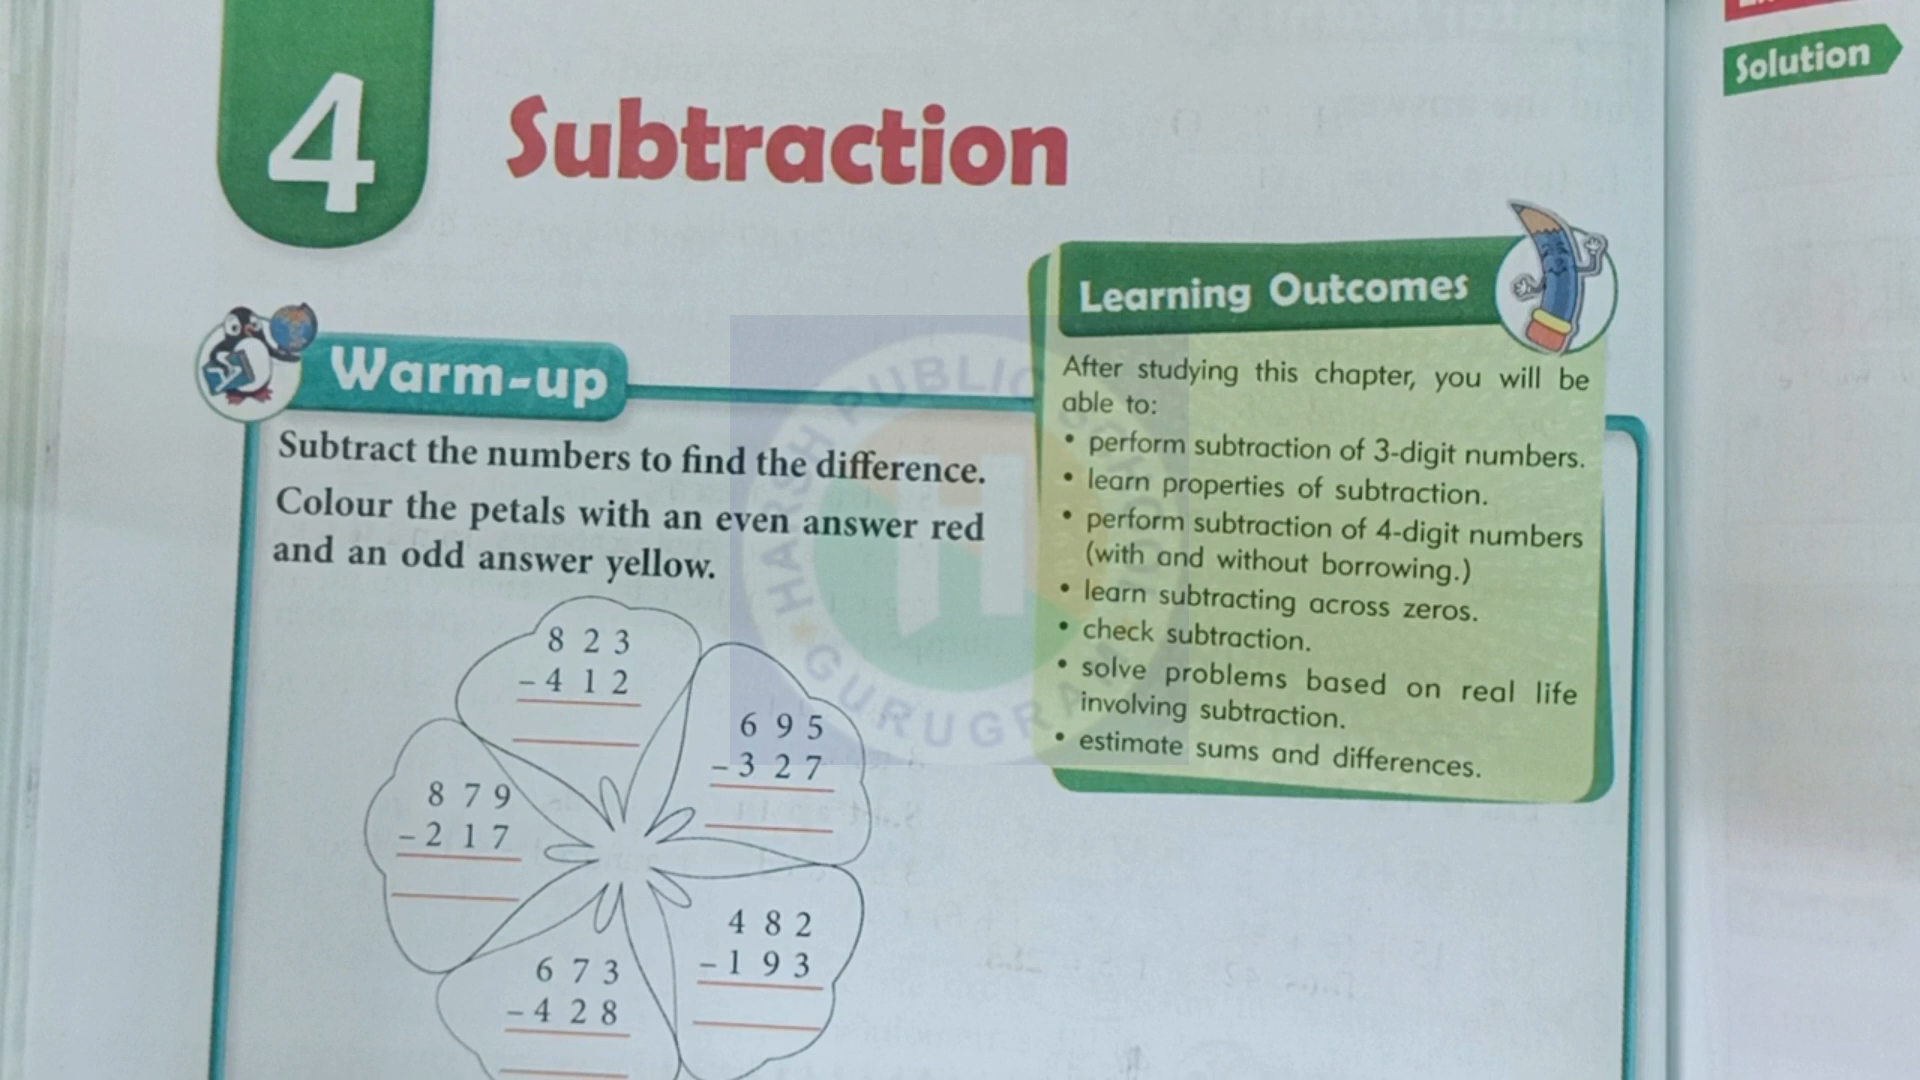 4
Subtraction
Solution
Warm-up
Subtract the numbers to find the difference.
Colour the petals with an even answer red
and an odd answer yellow.
Learning Outcomes
After studying this chapter, you will be
able to:
• perform subtraction of 3-digit numbers.
• learn properties of subtraction.
• perform subtraction of 4-digit numbers
(with and without borrowing.)
• learn subtracting across zeros.
• check subtraction.
• solve problems based on real life
involving subtraction.
• estimate sums and differences.
8 2 3
- 4 1 2
6 9 5
- 3 2 7
8 7 9
- 2 1 7
4 8 2
- 1 9 3
6 7 3
- 4 2 8
HARSH PUBLIC SCHOOL
GURUGRAM
H